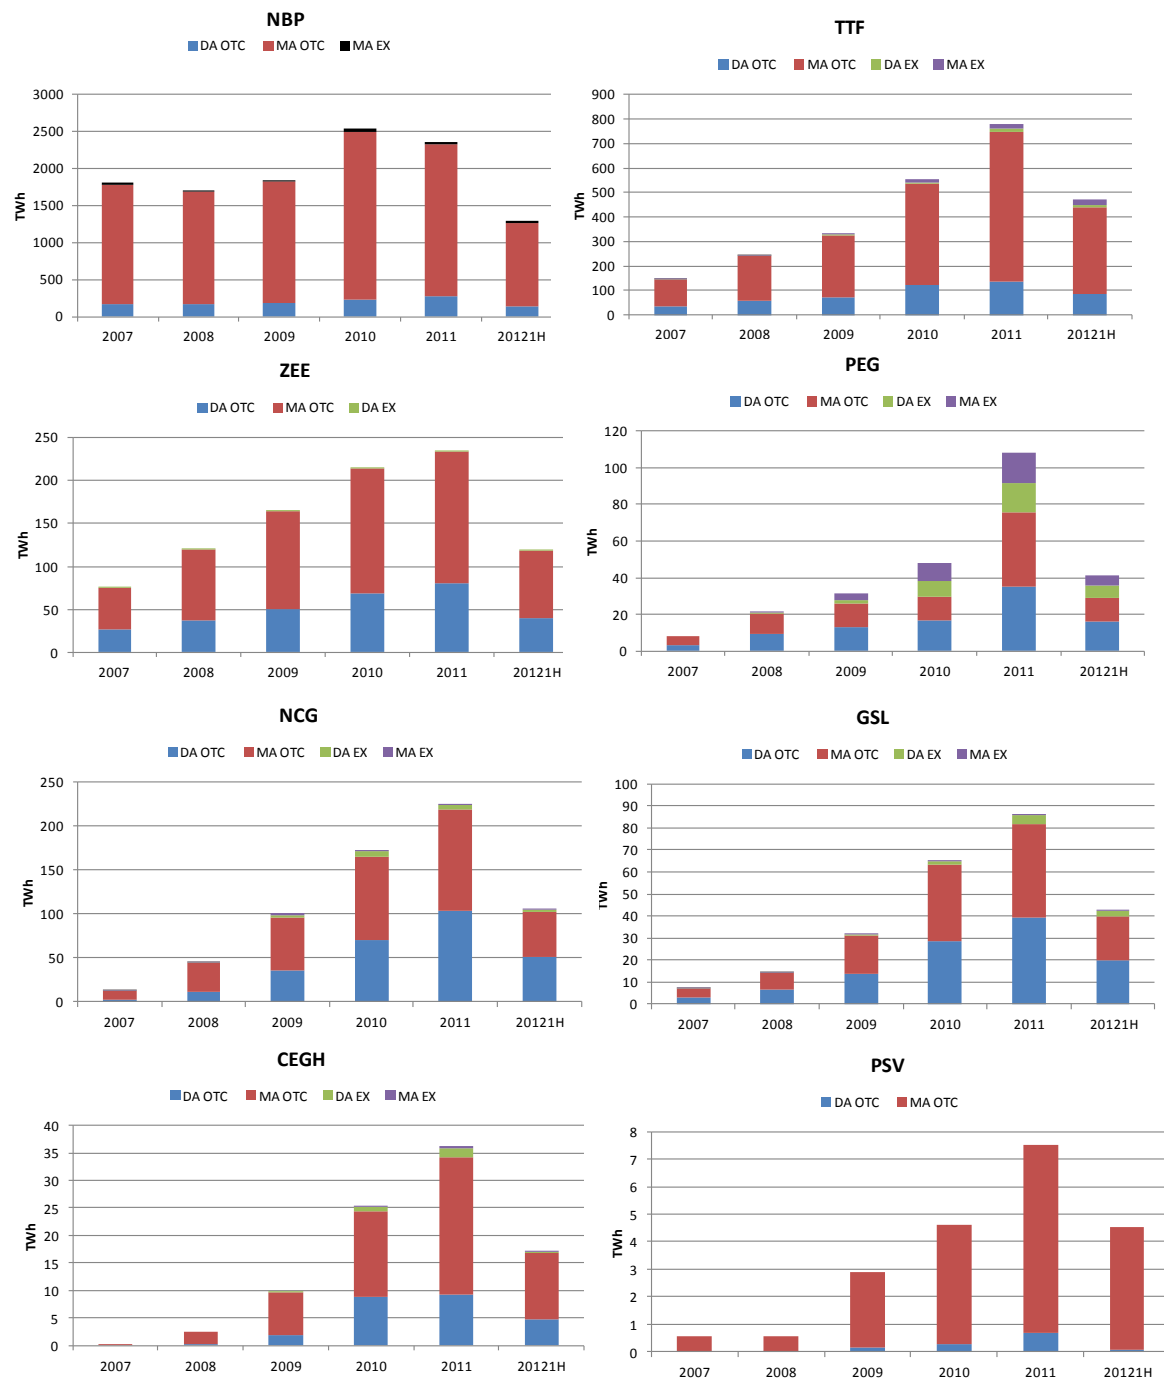 NBP
DA OTC MA OTC MA EX
3000
2500
2000
1500
1000
500
0
TWh
2007 2008 2009 2010 2011 20121H
TTF
DA OTC MA OTC DA EX MA EX
900
800
700
600
500
400
300
200
100
0
TWh
2007 2008 2009 2010 2011 20121H
ZEE
DA OTC MA OTC DA EX
250
200
150
100
50
0
TWh
2007 2008 2009 2010 2011 20121H
PEG
DA OTC MA OTC DA EX MA EX
120
100
80
60
40
20
0
TWh
2007 2008 2009 2010 2011 20121H
NCG
DA OTC MA OTC DA EX MA EX
250
200
150
100
50
0
TWh
2007 2008 2009 2010 2011 20121H
GSL
DA OTC MA OTC DA EX MA EX
100
90
80
70
60
50
40
30
20
10
0
TWh
2007 2008 2009 2010 2011 20121H
CEGH
DA OTC MA OTC DA EX MA EX
40
35
30
25
20
15
10
5
0
TWh
2007 2008 2009 2010 2011 20121H
PSV
DA OTC MA OTC
8
7
6
5
4
3
2
1
0
TWh
2007 2008 2009 2010 2011 20121H